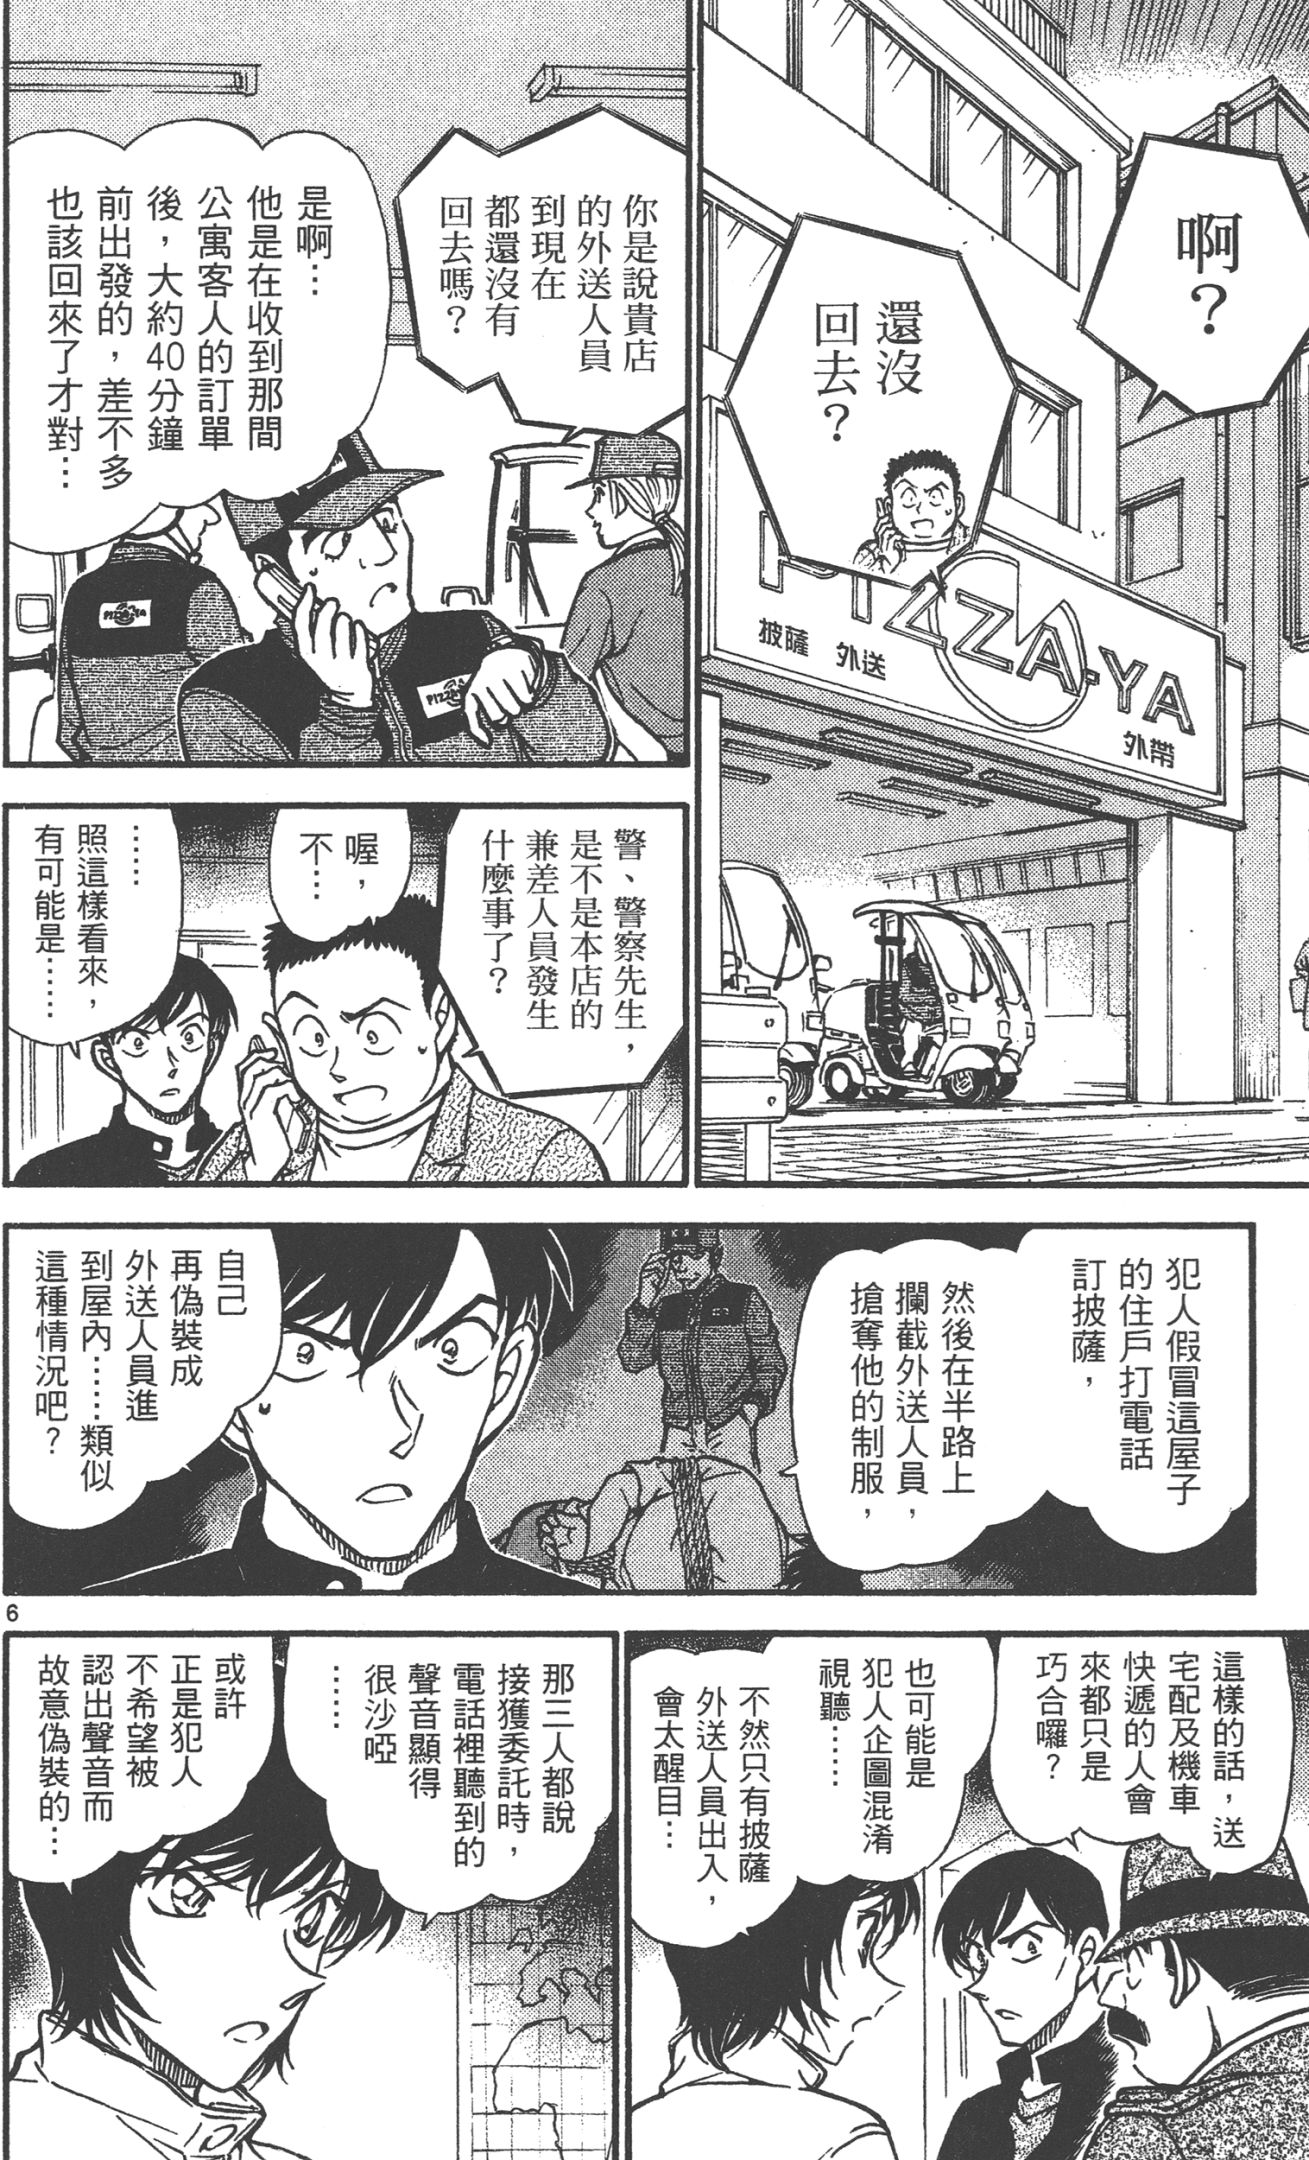 啊？
還沒
回去？
PIZZA-YA
披薩 外送
外帶
你是說貴店
的外送人員
到現在
都還沒有
回去嗎？
是啊…
他是在收到那間
公寓客人的訂單
後，大約40分鐘
前出發的，差不多
也該回來了才對…
PIZZA-YA
PIZZA
警、警察先生，
是不是本店的
兼差人員發生
什麼事了？
喔，
不…
……
照這樣看來，
有可能是……
犯人假冒這屋子
的住戶打電話
訂披薩，
然後在半路上
攔截外送人員，
搶奪他的制服，
自己
再偽裝成
外送人員進
到屋內……類似
這種情況吧？
這樣的話，送
宅配及機車
快遞的人會
來都只是
巧合囉？
也可能是
犯人企圖混淆
視聽……
不然只有披薩
外送人員出入，
會太醒目…
那三人都說
接獲委託時，
電話裡聽到的
聲音顯得
很沙啞
……
或許
正是犯人
不希望被
認出聲音而
故意偽裝的…
6